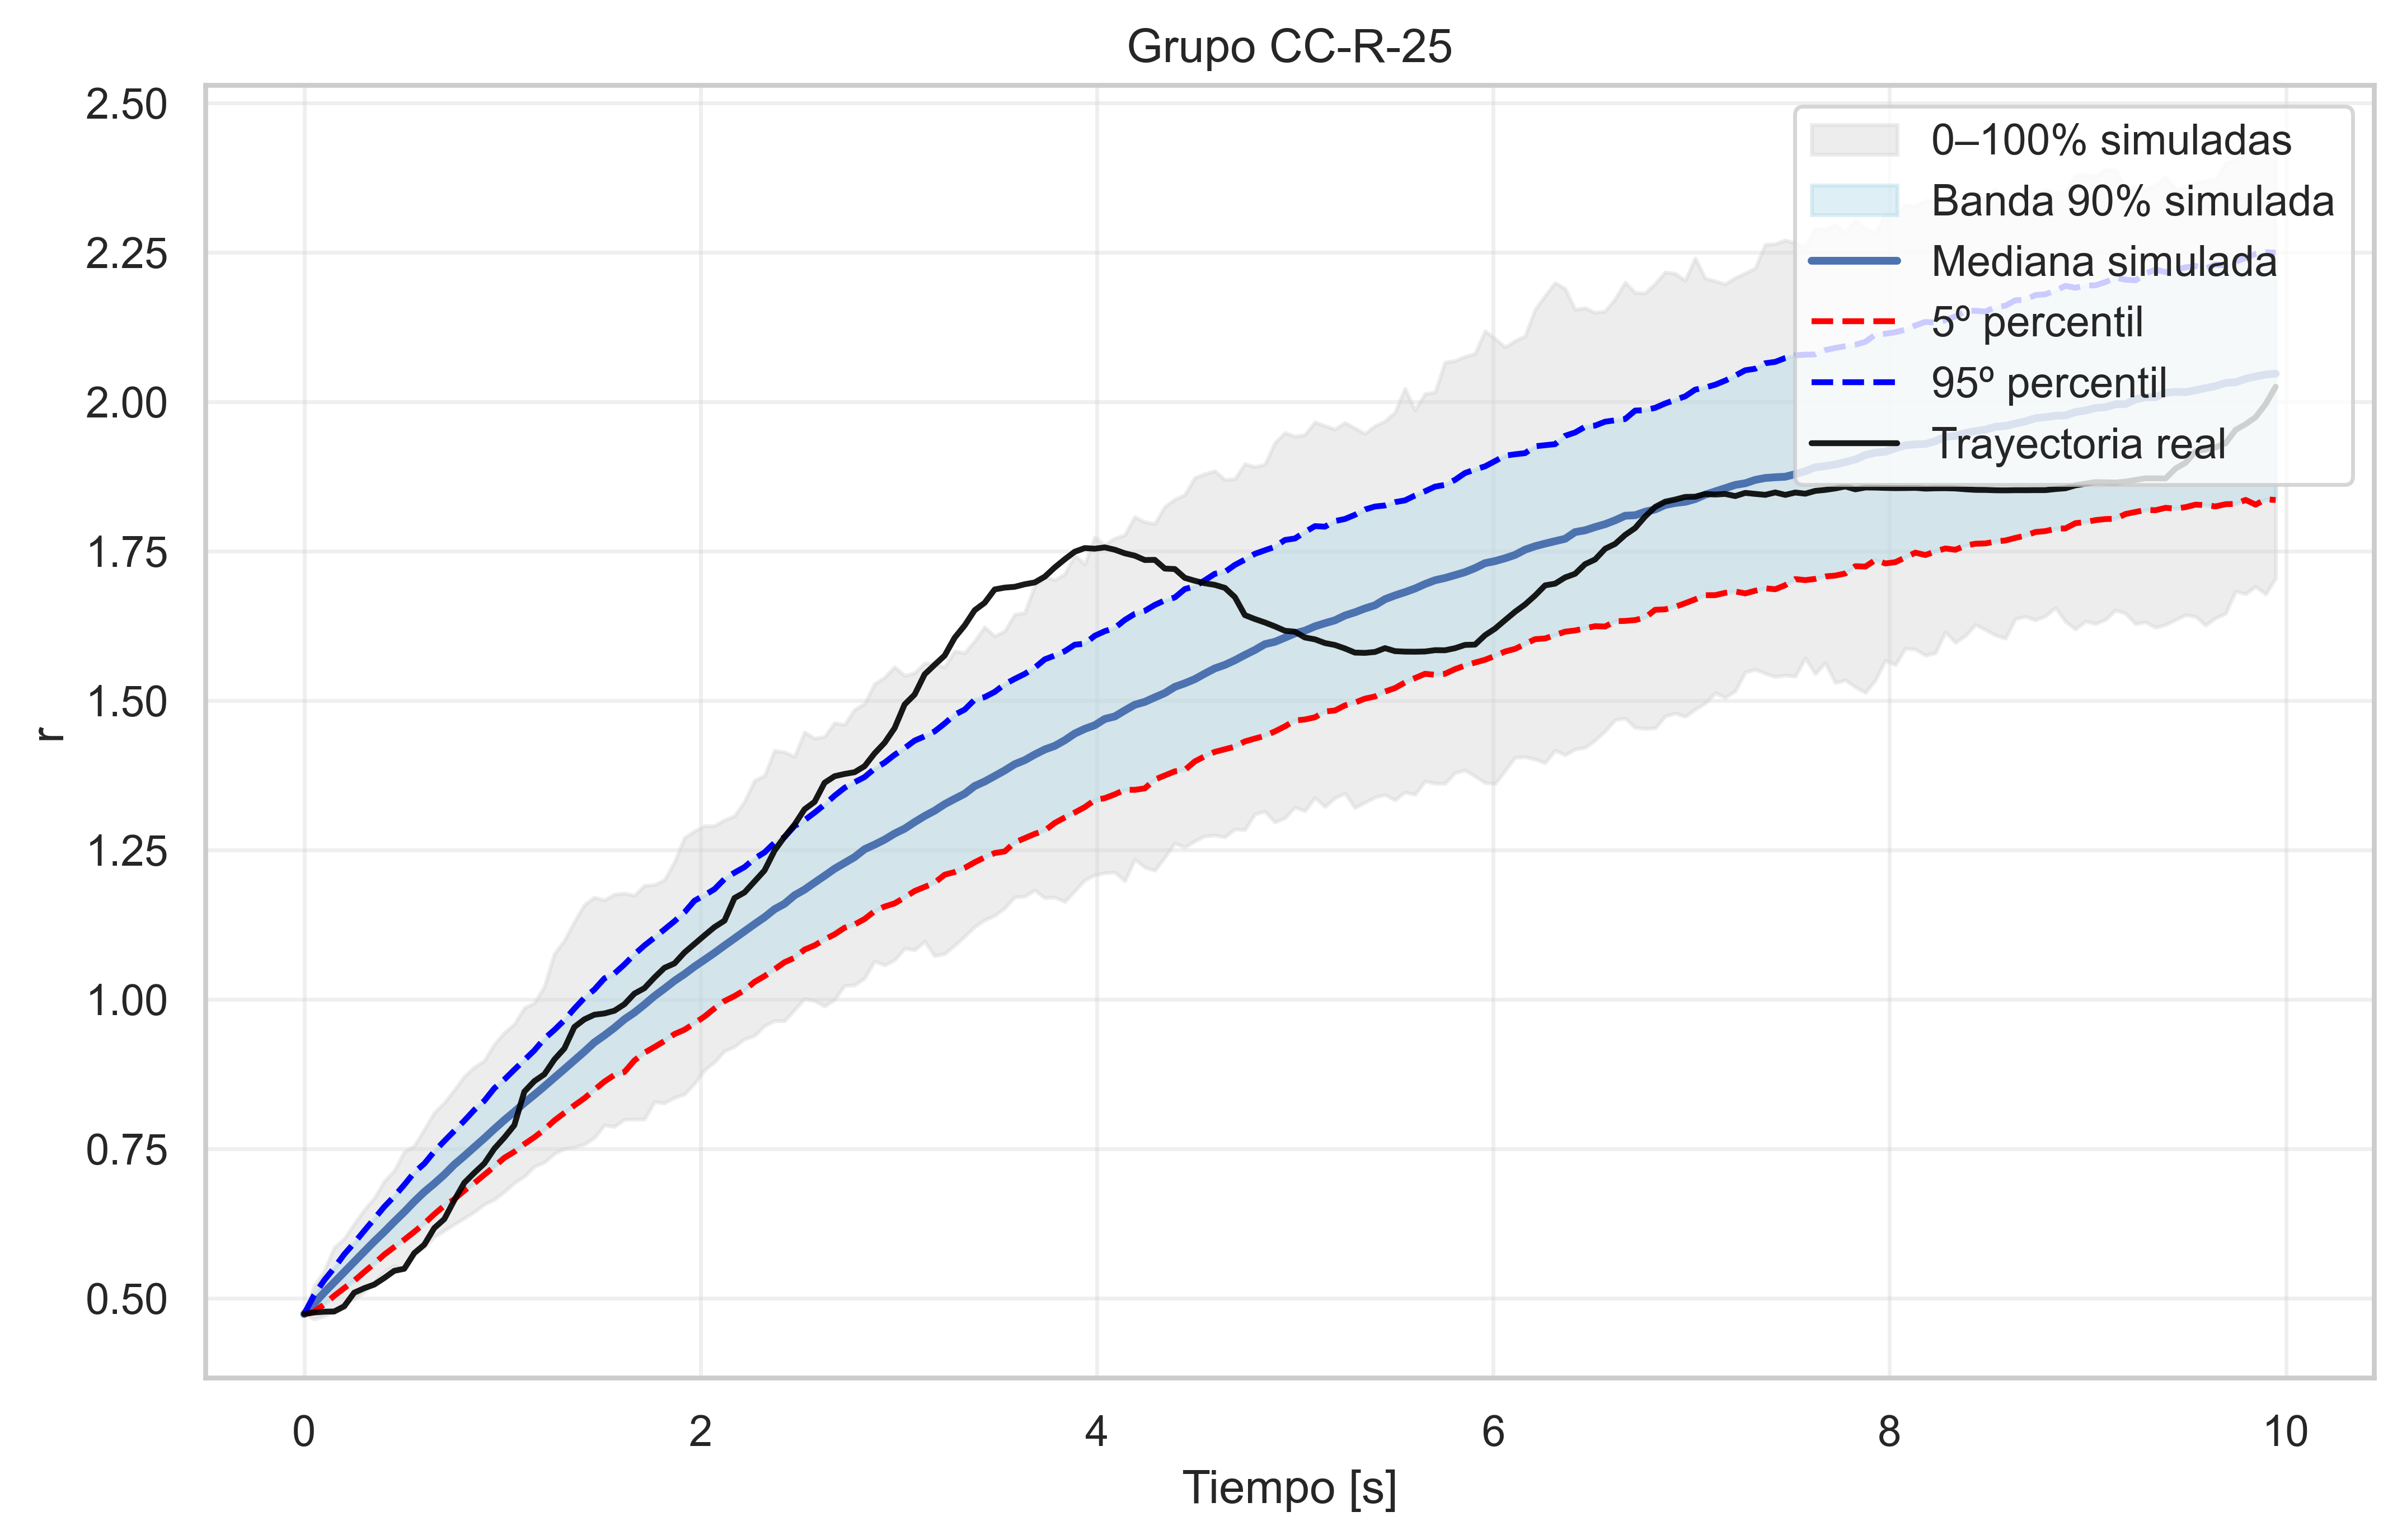 Grupo CC-R-25
2.50
2.25
2.00
1.75
1.50
1.25
1.00
0.75
0.50
r
0–100% simuladas
Banda 90% simulada
Mediana simulada
5º percentil
95º percentil
Trayectoria real
0 2 4 6 8 10
Tiempo [s]